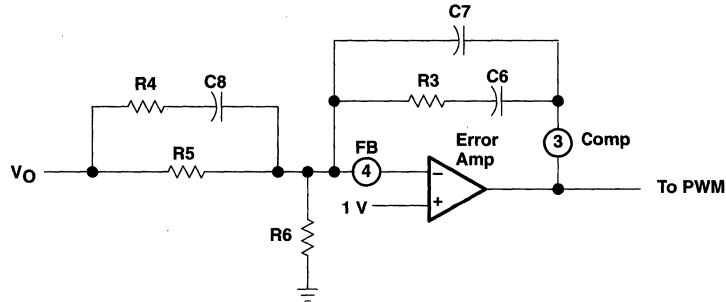 C7
R4
C8
R3
C6
R5
FB
4
Error
Amp
3
Comp
VO
−
+
1 V
To PWM
R6